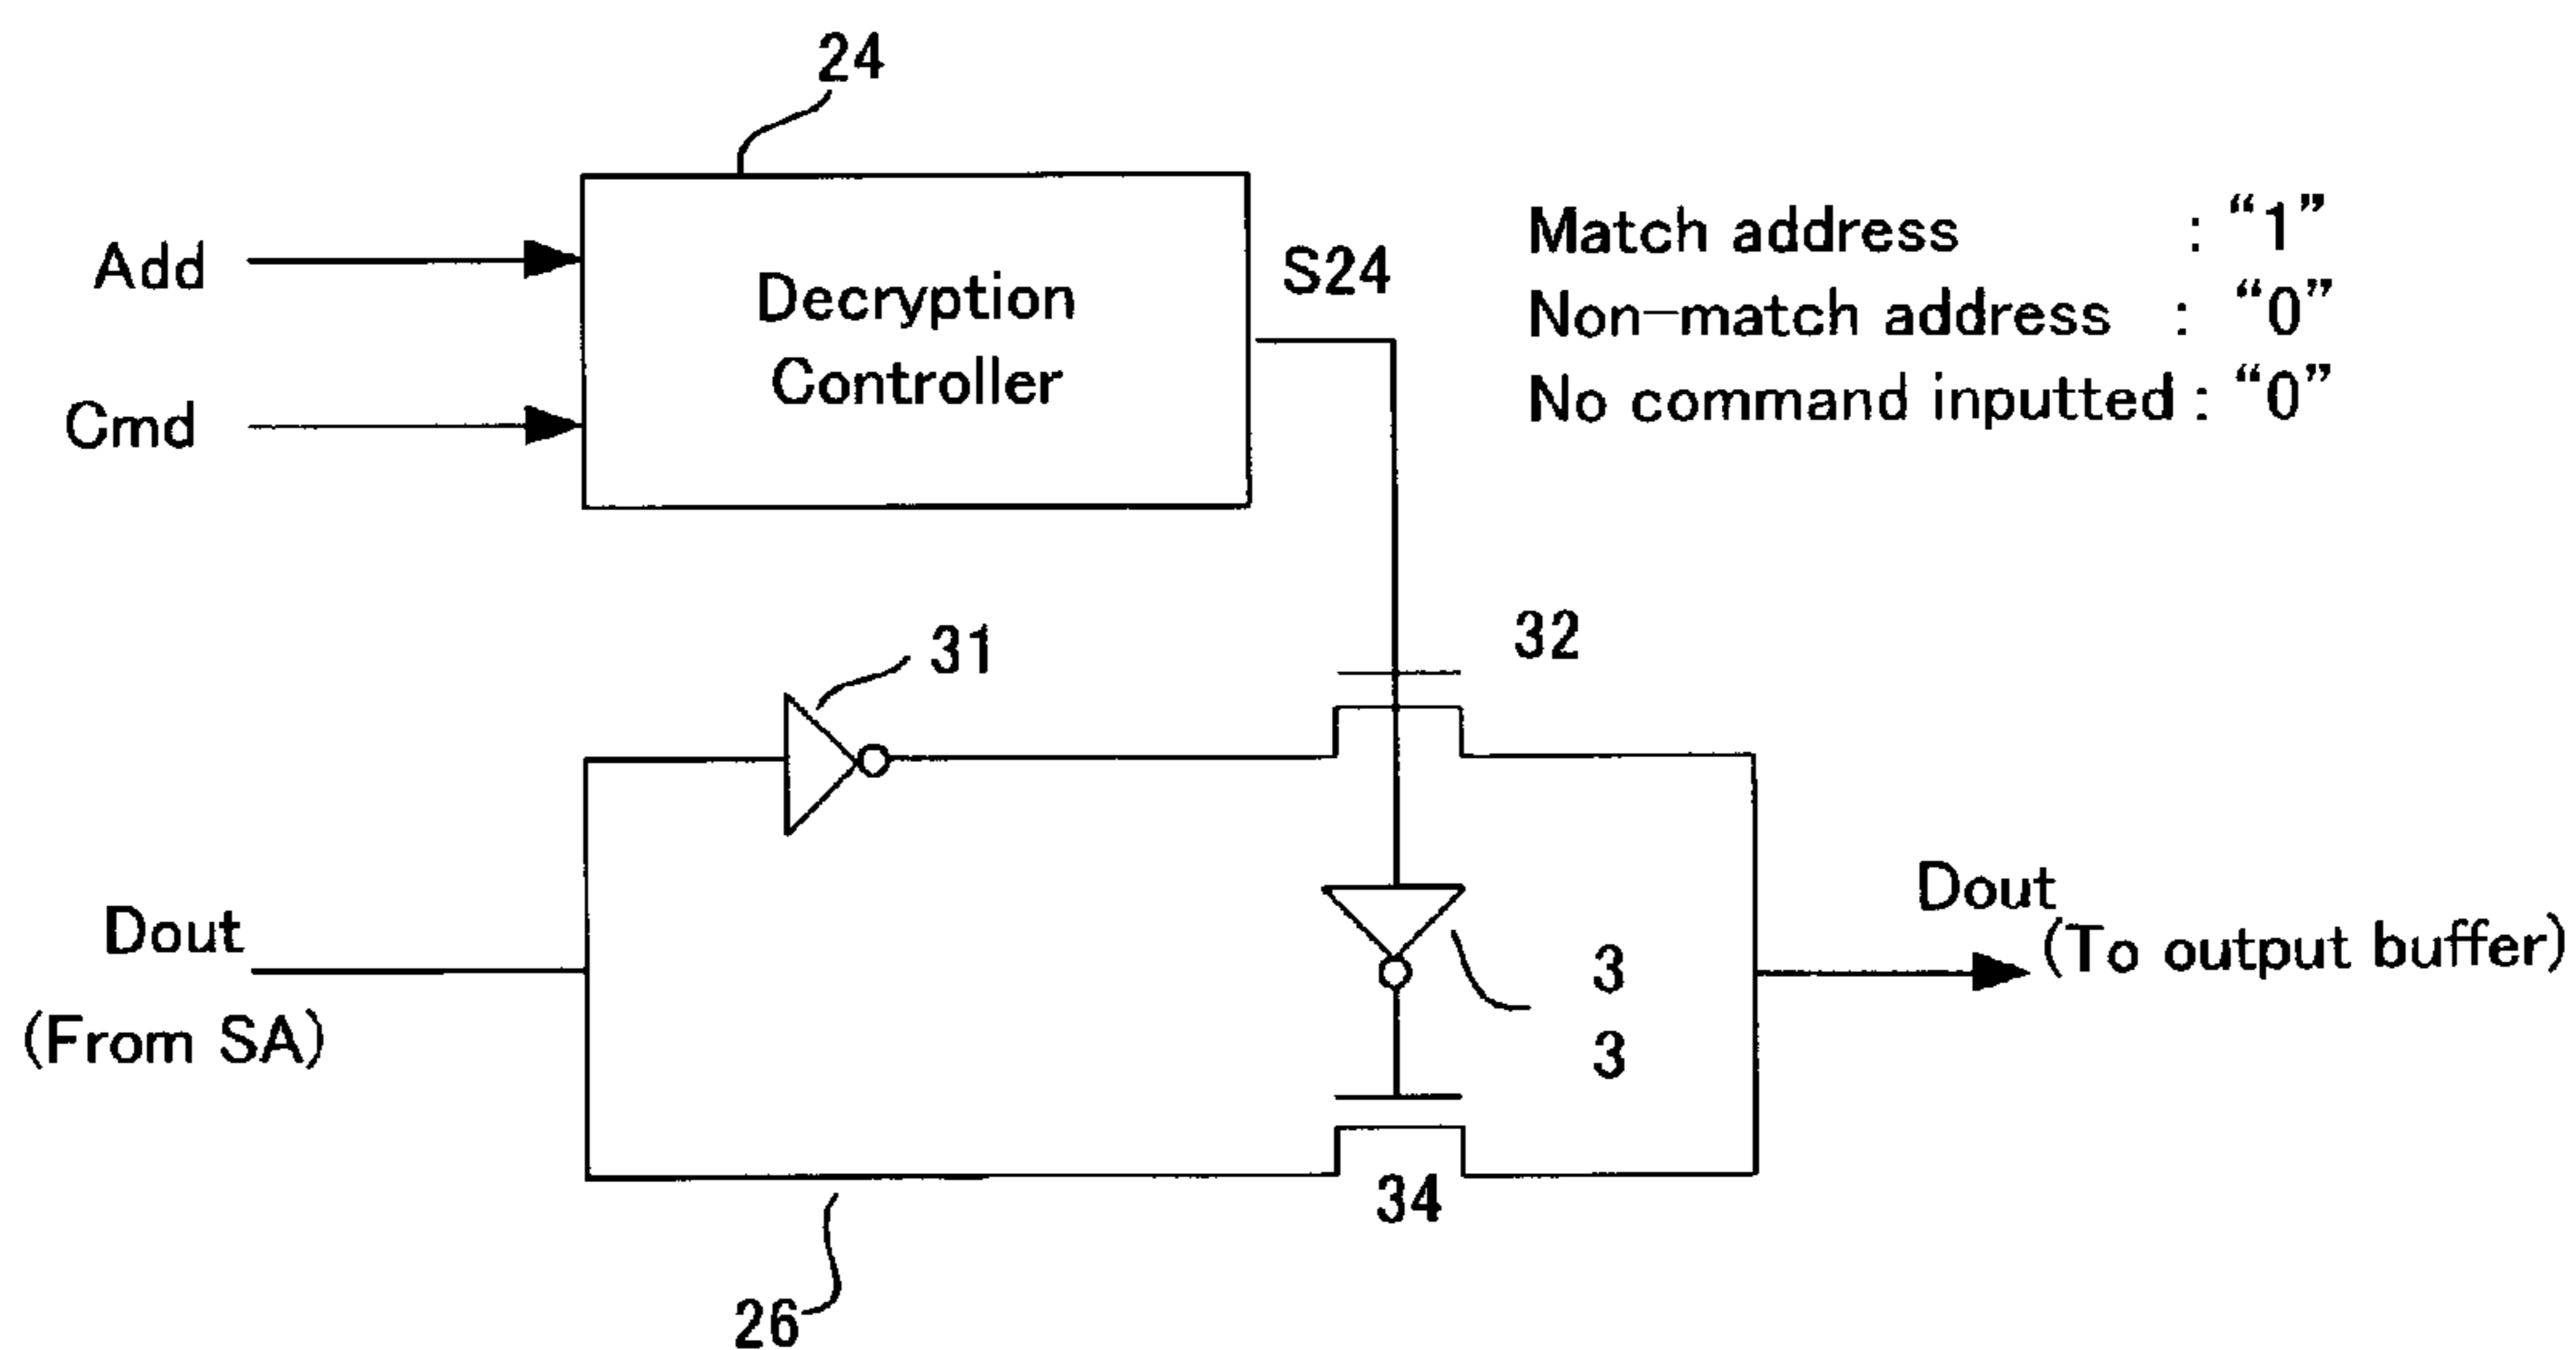 24
Add
Cmd
Decryption
Controller
S24
Match address : “1”
Non-match address : “0”
No command inputted : “0”
31
32
Dout
(From SA)
3
3
Dout
(To output buffer)
34
26